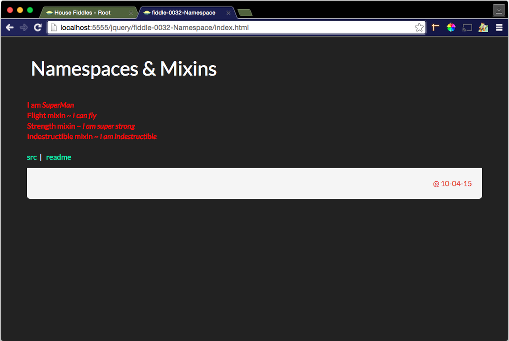 House Fiddles - Root
fiddle-0032-Namespace
localhost:5555/jquery/fiddle-0032-Namespace/index.html
Namespaces & Mixins
I am SuperMan
Flight mixin ~ I can fly
Strength mixin ~ I am super strong
Indestructible mixin ~ I am indestructible
src | readme
@ 10-04-15